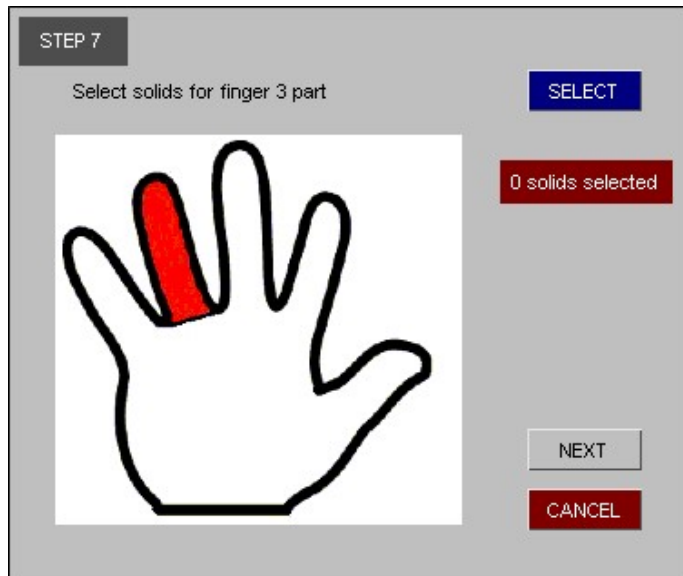 STEP 7
Select solids for finger 3 part
SELECT
0 solids selected
NEXT
CANCEL